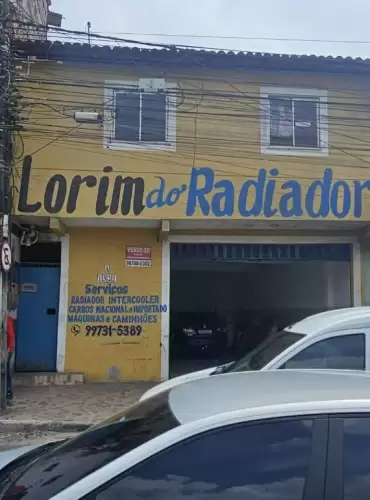 Lorim do Radiador
VENDE-SE
Serviços
RADIADOR INTERCOOLER
CARROS NACIONAL e IMPORTADO
MÁQUINAS e CAMINHÕES
99731-5389